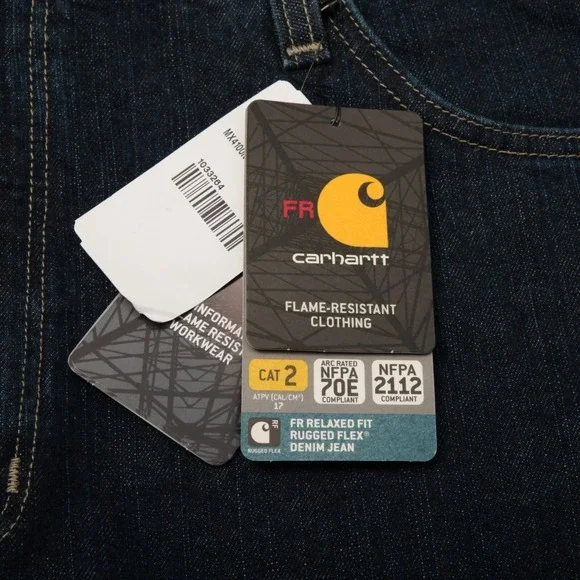 1033264
FR
carhartt
FLAME-RESISTANT
CLOTHING
WORKWEAR
CAT 2
ATPV (CAL/CM²)
17
ARC RATED
NFPA
70E
COMPLIANT
NFPA
2112
COMPLIANT
RUGGED FLEX
FR RELAXED FIT
RUGGED FLEX®
DENIM JEAN